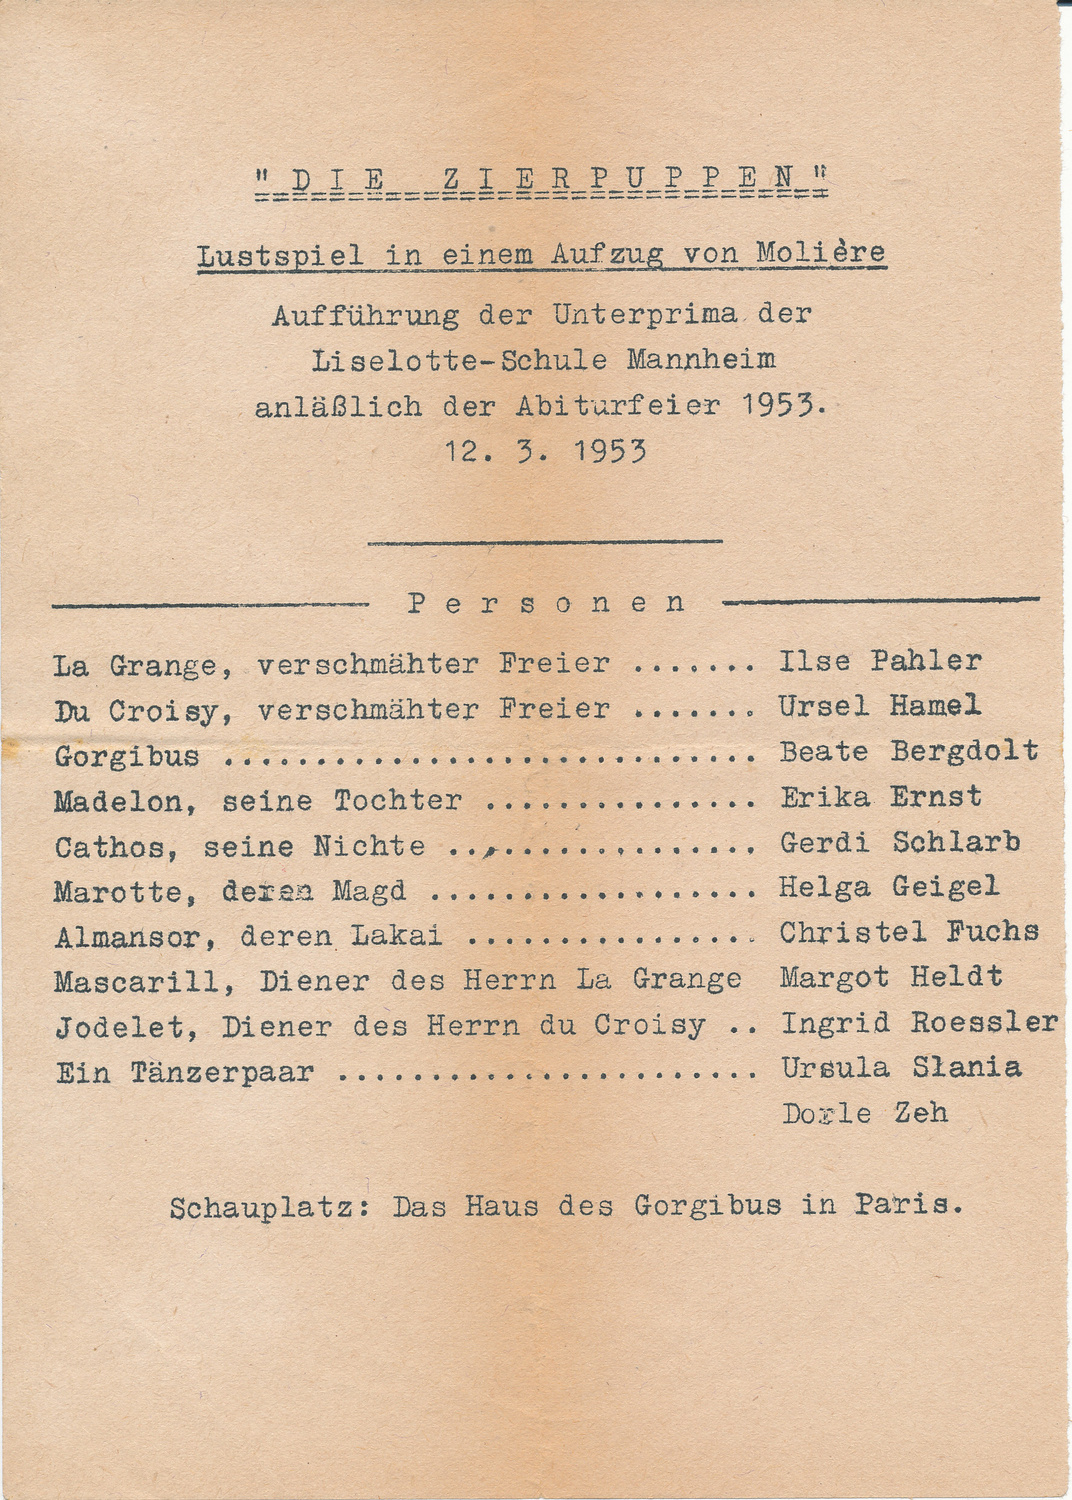 "DIE ZIERPUPPEN"
Lustspiel in einem Aufzug von Molière
Aufführung der Unterprima der
Liselotte-Schule Mannheim
anläßlich der Abiturfeier 1953.
12. 3. 1953
Personen
La Grange, verschmähter Freier ....... Ilse Pahler
Du Croisy, verschmähter Freier ....... Ursel Hamel
Gorgibus ............................. Beate Bergdolt
Madelon, seine Tochter ............... Erika Ernst
Cathos, seine Nichte ................. Gerdi Schlarb
Marotte, deren Magd .................. Helga Geigel
Almansor, deren Lakai ................ Christel Fuchs
Mascarill, Diener des Herrn La Grange Margot Heldt
Jodelet, Diener des Herrn du Croisy .. Ingrid Roessler
Ein Tänzerpaar ....................... Ursula Slania
Dorle Zeh
Schauplatz: Das Haus des Gorgibus in Paris.